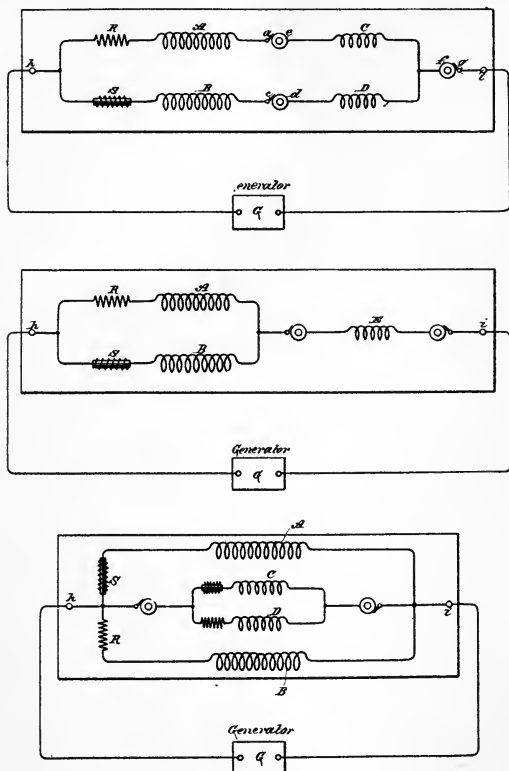 R A a e C
h f g i
S B c d D
enerator
G
R A
h M i
S B
Generator
G
A
S C
h i
D
R
B
Generator
G